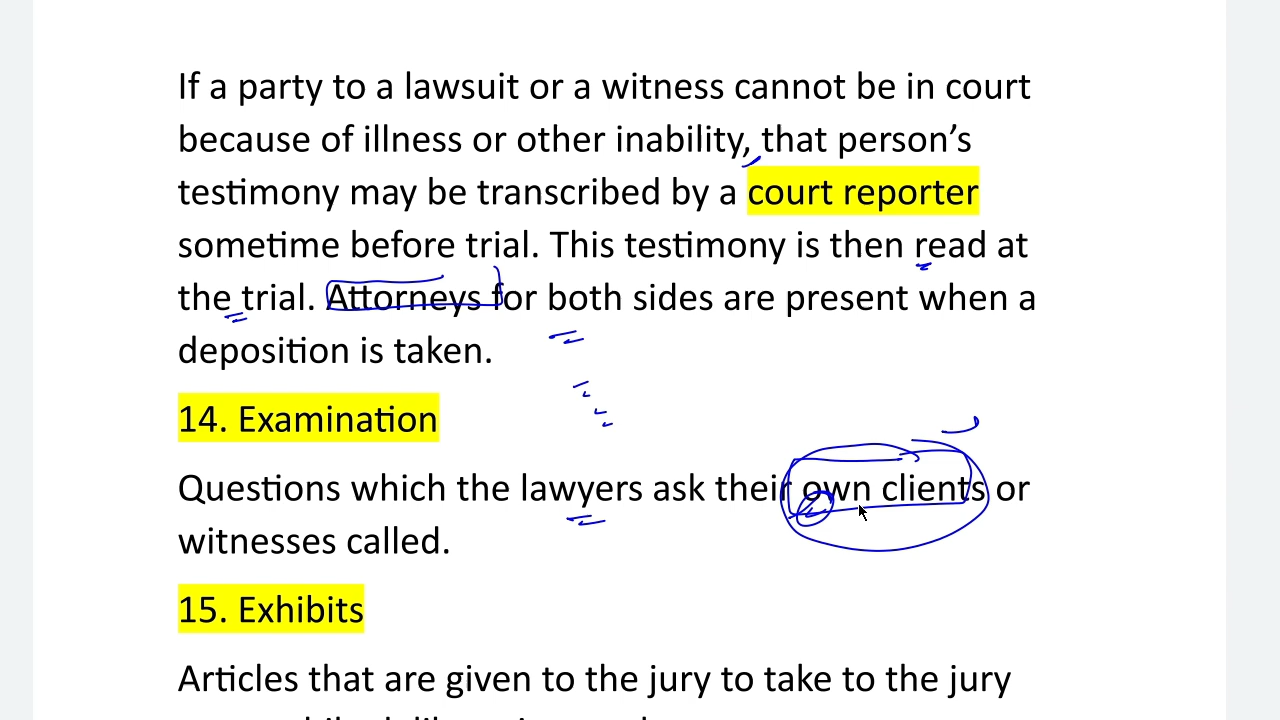 If a party to a lawsuit or a witness cannot be in court
because of illness or other inability, that person’s
testimony may be transcribed by a court reporter
sometime before trial. This testimony is then read at
the trial. Attorneys for both sides are present when a
deposition is taken.
14. Examination
Questions which the lawyers ask their own clients or
witnesses called.
15. Exhibits
Articles that are given to the jury to take to the jury